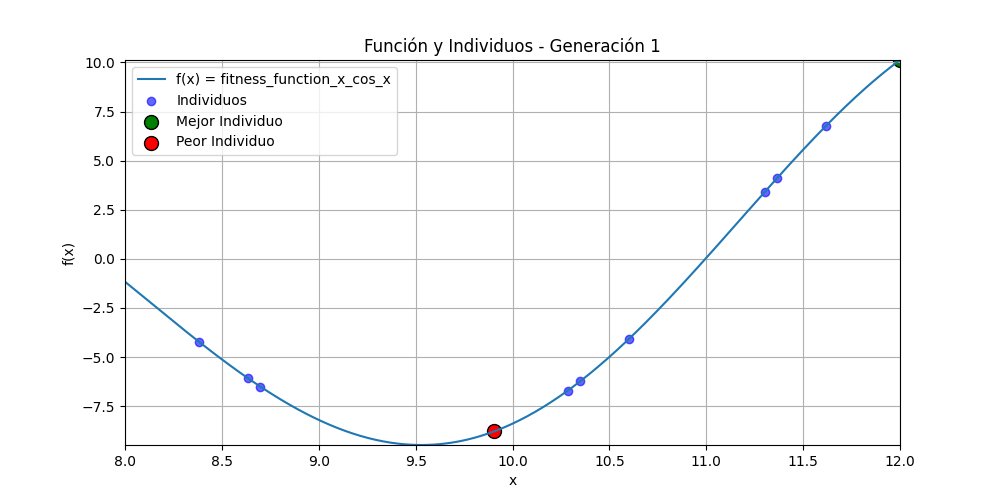 Función y Individuos - Generación 1
f(x) = fitness_function_x_cos_x
Individuos
Mejor Individuo
Peor Individuo
10.0
7.5
5.0
2.5
0.0
−2.5
−5.0
−7.5
f(x)
8.0 8.5 9.0 9.5 10.0 10.5 11.0 11.5 12.0
x